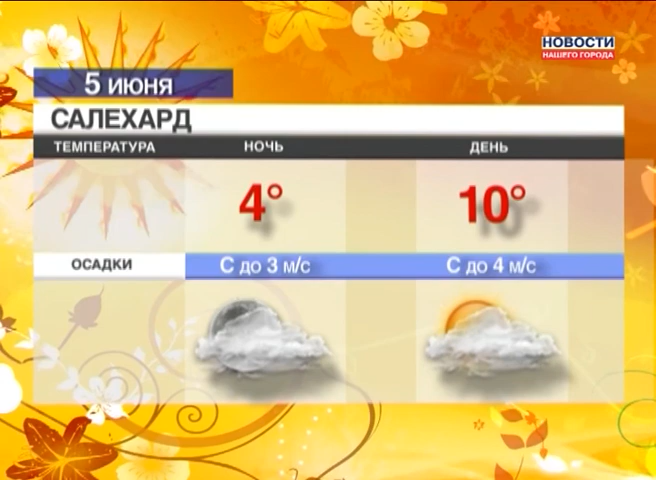 НОВОСТИ
НАШЕГО ГОРОДА
5 ИЮНЯ
САЛЕХАРД
ТЕМПЕРАТУРА НОЧЬ ДЕНЬ
4° 10°
ОСАДКИ С ДО 3 М/С С ДО 4 М/С